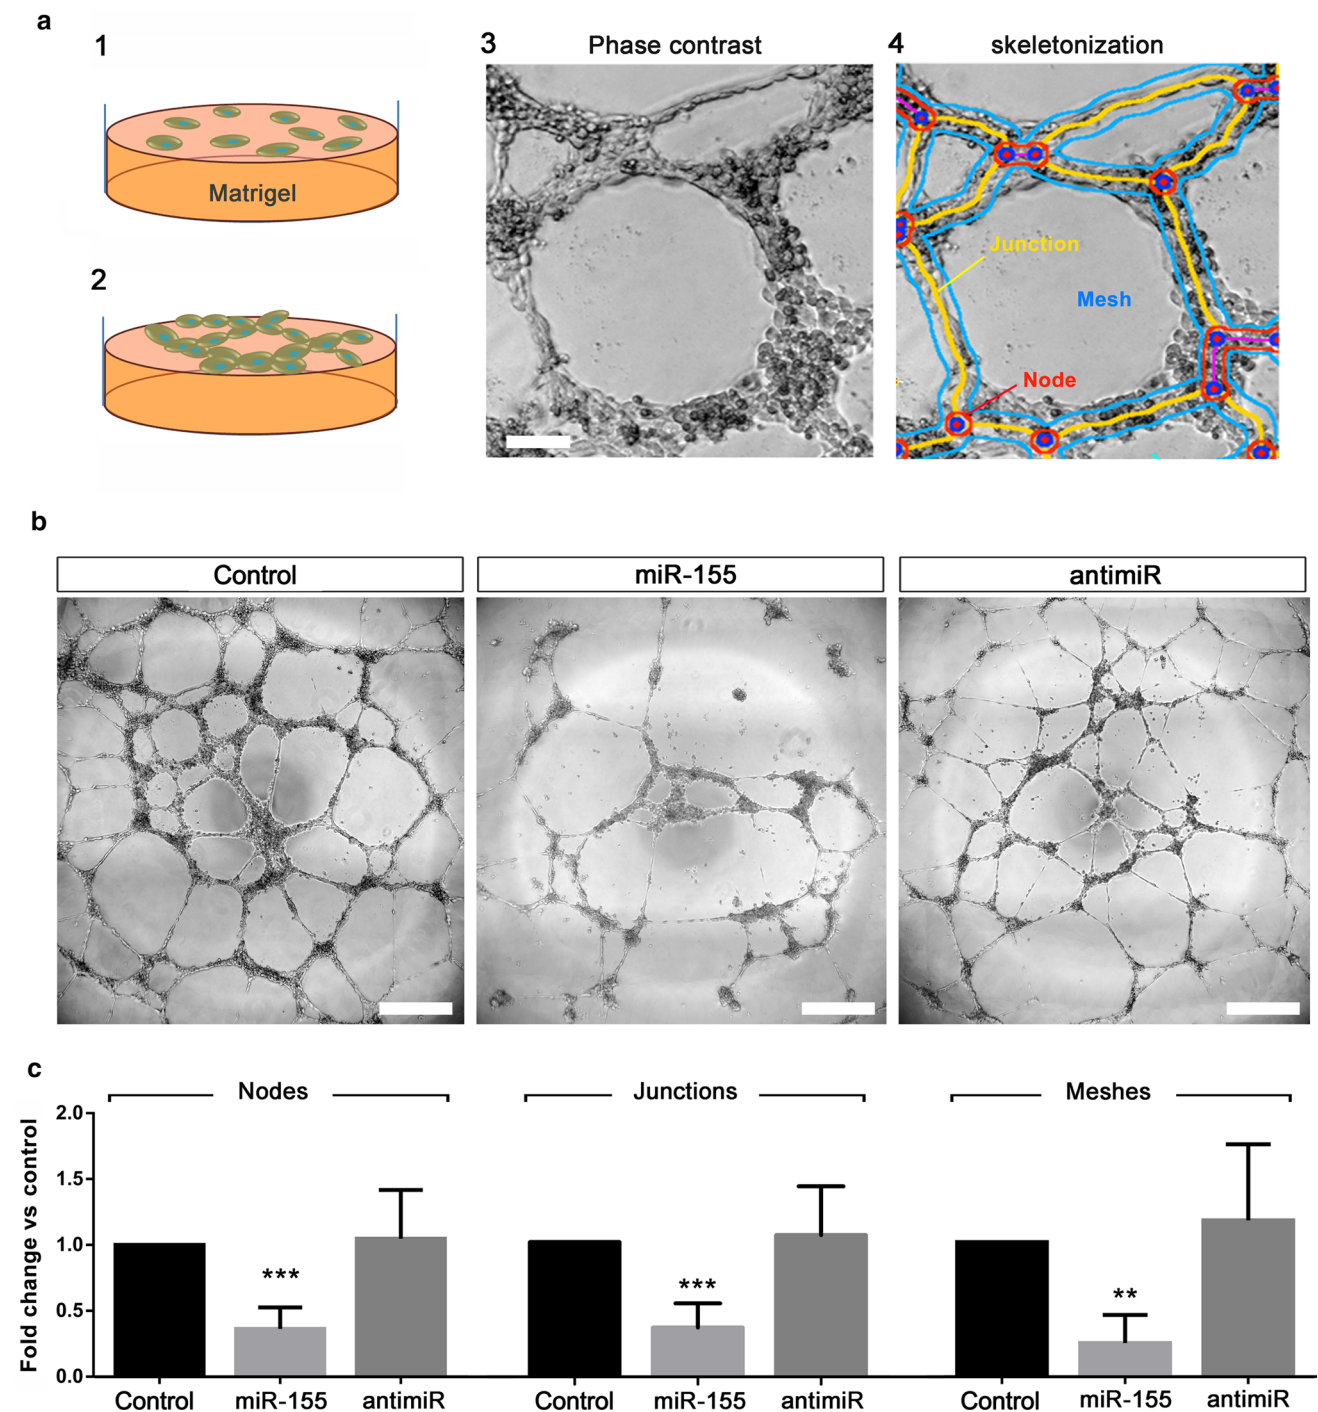 a
1
3 Phase contrast
4 skeletonization
Matrigel
2
Junction
Mesh
Node
b
Control miR-155 antimiR
c
Nodes Junctions Meshes
Fold change vs control
2.0
1.5
1.0
0.5
0.0
***
***
**
Control miR-155 antimiR Control miR-155 antimiR Control miR-155 antimiR